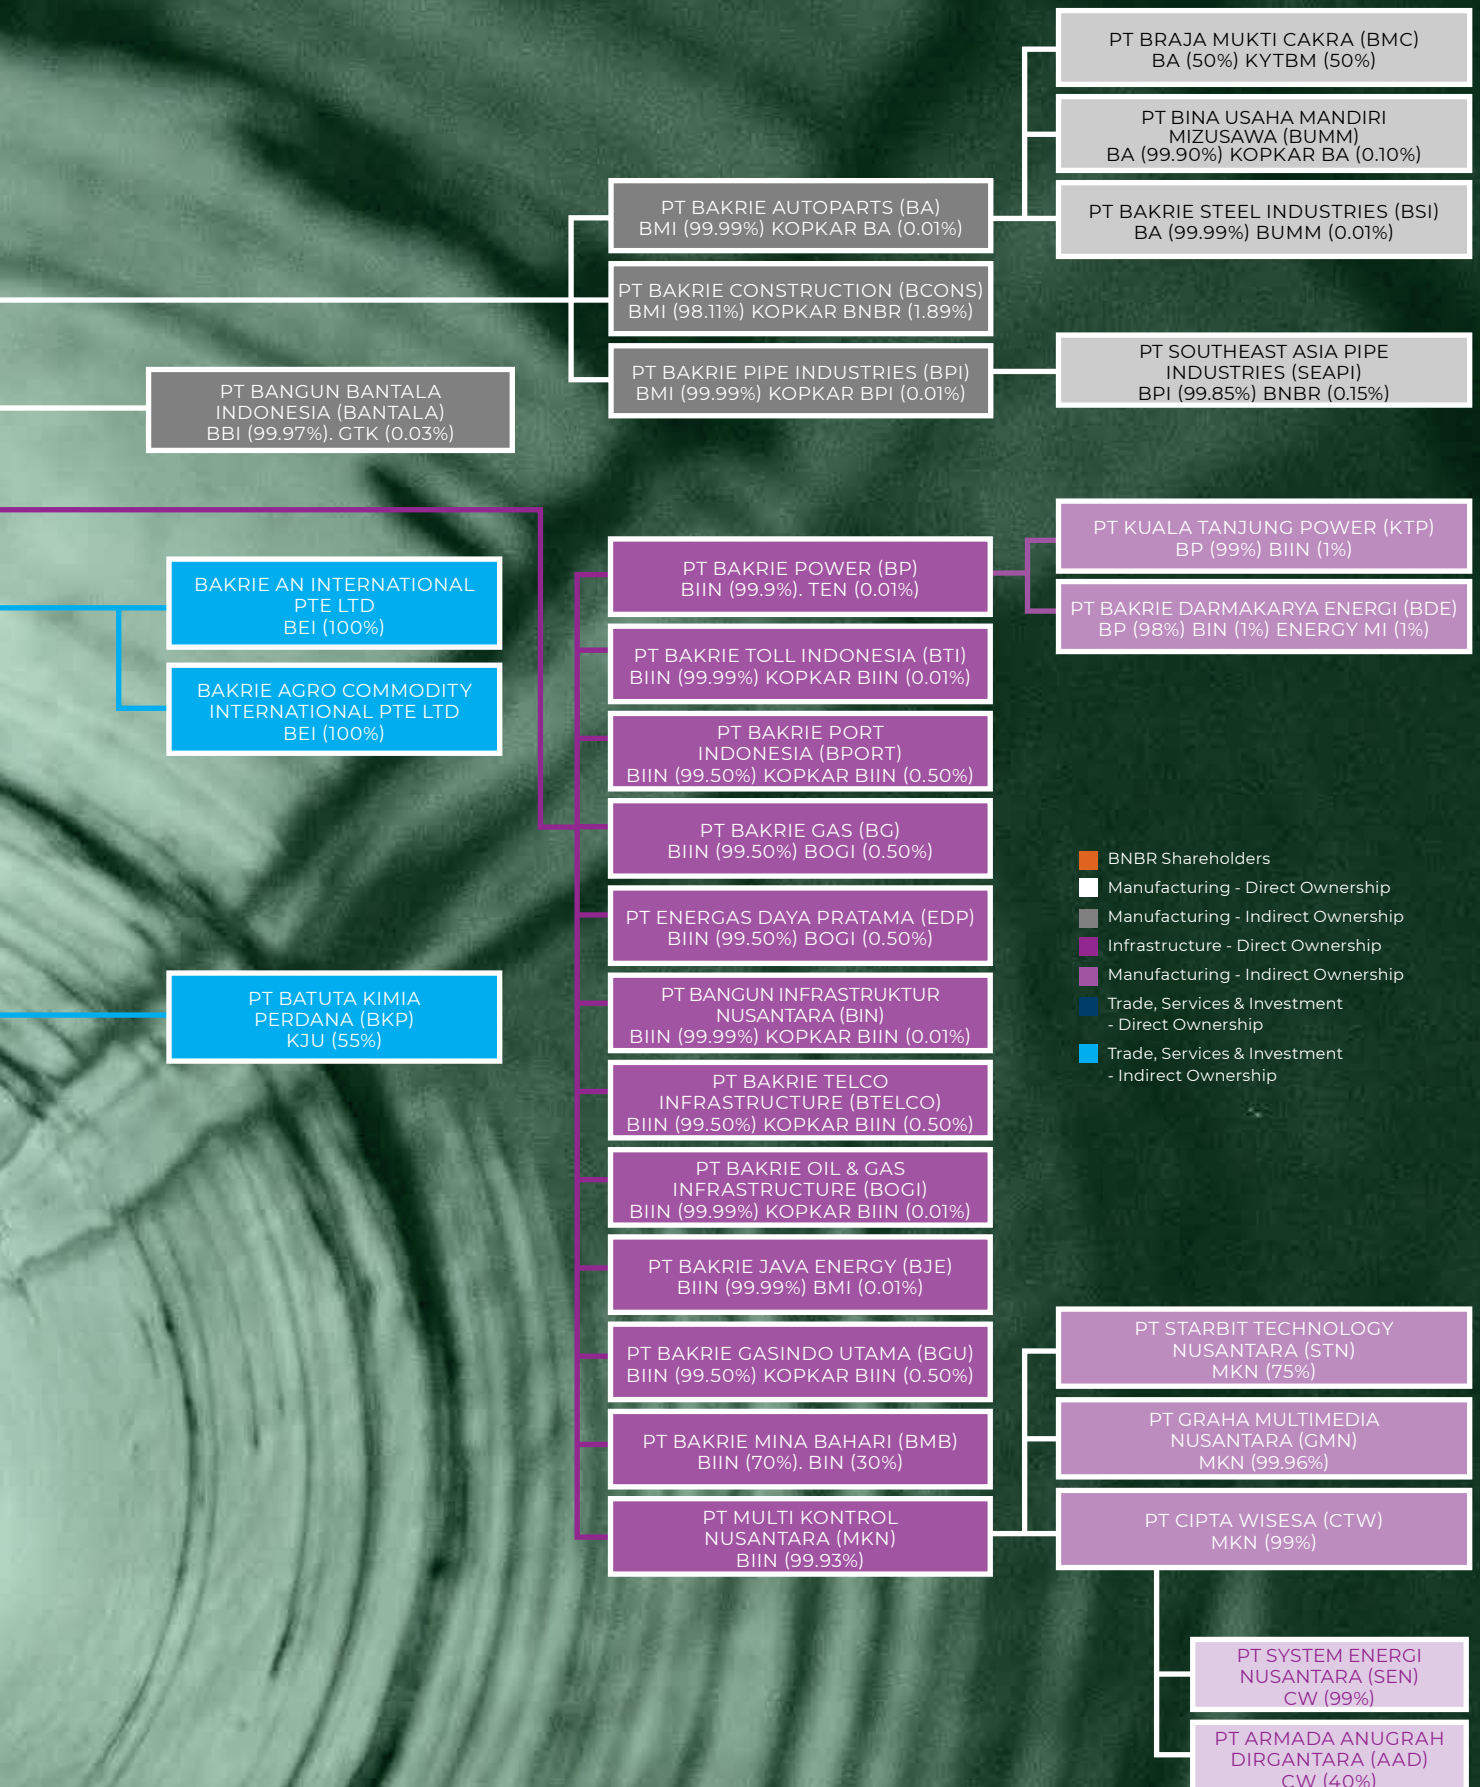 PT BRAJA MUKTI CAKRA (BMC)
BA (50%) KYTBM (50%)
PT BINA USAHA MANDIRI
MIZUSAWA (BUMM)
BA (99.90%) KOPKAR BA (0.10%)
PT BAKRIE STEEL INDUSTRIES (BSI)
BA (99.99%) BUMM (0.01%)
PT BAKRIE AUTOPARTS (BA)
BMI (99.99%) KOPKAR BA (0.01%)
PT BAKRIE CONSTRUCTION (BCONS)
BMI (98.11%) KOPKAR BNBR (1.89%)
PT BAKRIE PIPE INDUSTRIES (BPI)
BMI (99.99%) KOPKAR BPI (0.01%)
PT SOUTHEAST ASIA PIPE
INDUSTRIES (SEAPI)
BPI (99.85%) BNBR (0.15%)
PT BANGUN BANTALA
INDONESIA (BANTALA)
BBI (99.97%). GTK (0.03%)
BAKRIE AN INTERNATIONAL
PTE LTD
BEI (100%)
BAKRIE AGRO COMMODITY
INTERNATIONAL PTE LTD
BEI (100%)
PT BATUTA KIMIA
PERDANA (BKP)
KJU (55%)
PT BAKRIE POWER (BP)
BIIN (99.9%). TEN (0.01%)
PT BAKRIE TOLL INDONESIA (BTI)
BIIN (99.99%) KOPKAR BIIN (0.01%)
PT BAKRIE PORT
INDONESIA (BPORT)
BIIN (99.50%) KOPKAR BIIN (0.50%)
PT BAKRIE GAS (BG)
BIIN (99.50%) BOGI (0.50%)
PT ENERGAS DAYA PRATAMA (EDP)
BIIN (99.50%) BOGI (0.50%)
PT BANGUN INFRASTRUKTUR
NUSANTARA (BIN)
BIIN (99.99%) KOPKAR BIIN (0.01%)
PT BAKRIE TELCO
INFRASTRUCTURE (BTELCO)
BIIN (99.50%) KOPKAR BIIN (0.50%)
PT BAKRIE OIL & GAS
INFRASTRUCTURE (BOGI)
BIIN (99.99%) KOPKAR BIIN (0.01%)
PT BAKRIE JAVA ENERGY (BJE)
BIIN (99.99%) BMI (0.01%)
PT BAKRIE GASINDO UTAMA (BGU)
BIIN (99.50%) KOPKAR BIIN (0.50%)
PT BAKRIE MINA BAHARI (BMB)
BIIN (70%). BIN (30%)
PT MULTI KONTROL
NUSANTARA (MKN)
BIIN (99.93%)
PT KUALA TANJUNG POWER (KTP)
BP (99%) BIIN (1%)
PT BAKRIE DARMAKARYA ENERGI (BDE)
BP (98%) BIN (1%) ENERGY MI (1%)
BNBR Shareholders
Manufacturing - Direct Ownership
Manufacturing - Indirect Ownership
Infrastructure - Direct Ownership
Manufacturing - Indirect Ownership
Trade, Services & Investment
- Direct Ownership
Trade, Services & Investment
- Indirect Ownership
PT STARBIT TECHNOLOGY
NUSANTARA (STN)
MKN (75%)
PT GRAHA MULTIMEDIA
NUSANTARA (GMN)
MKN (99.96%)
PT CIPTA WISESA (CTW)
MKN (99%)
PT SYSTEM ENERGI
NUSANTARA (SEN)
CW (99%)
PT ARMADA ANUGRAH
DIRGANTARA (AAD)
CW (40%)